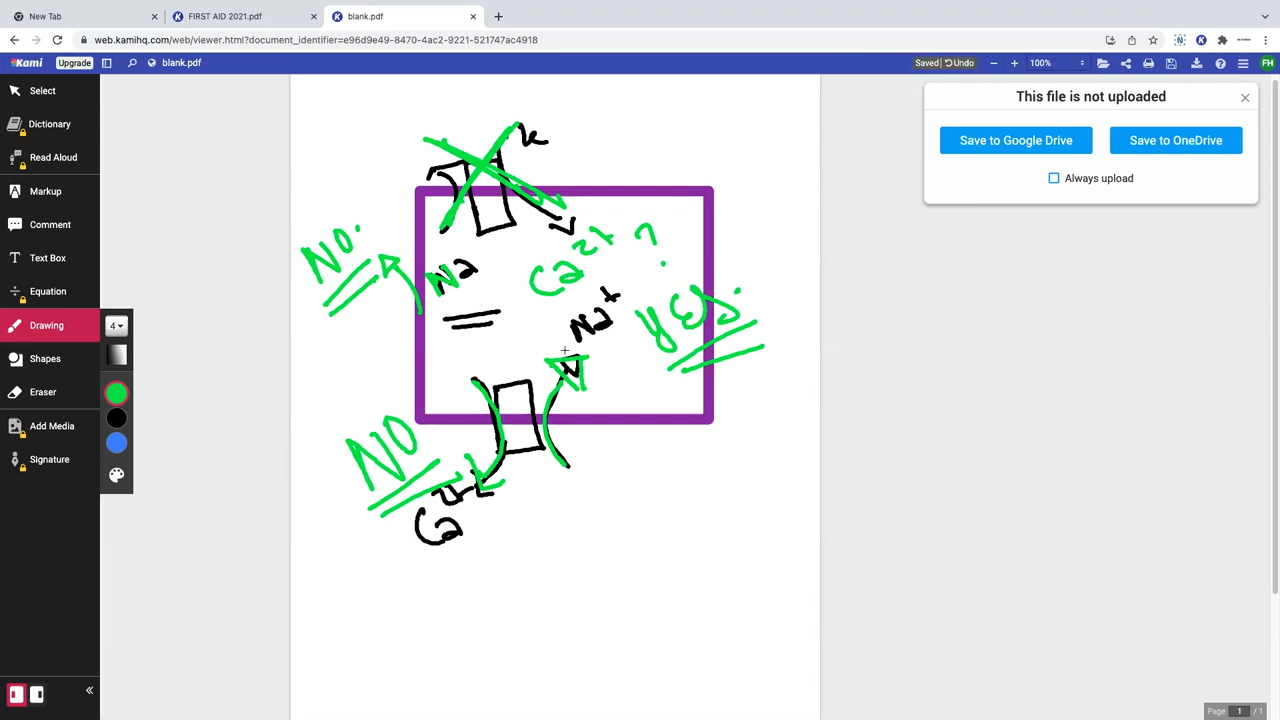 New Tab
FIRST AID 2021.pdf
blank.pdf
web.kamihq.com/web/viewer.html?document_identifier=e96d9e49-8470-4ac2-9221-521747ac4918
Kami
Upgrade
blank.pdf
Saved
Undo
100%
FH
Select
Dictionary
Read Aloud
Markup
Comment
Text Box
Equation
Drawing
Shapes
Eraser
Add Media
Signature
4
This file is not uploaded
Save to Google Drive
Save to OneDrive
Always upload
K
NO.
Na
Ca2+ ?
Na+
YES.
NO
Ca
Page 1 / 1